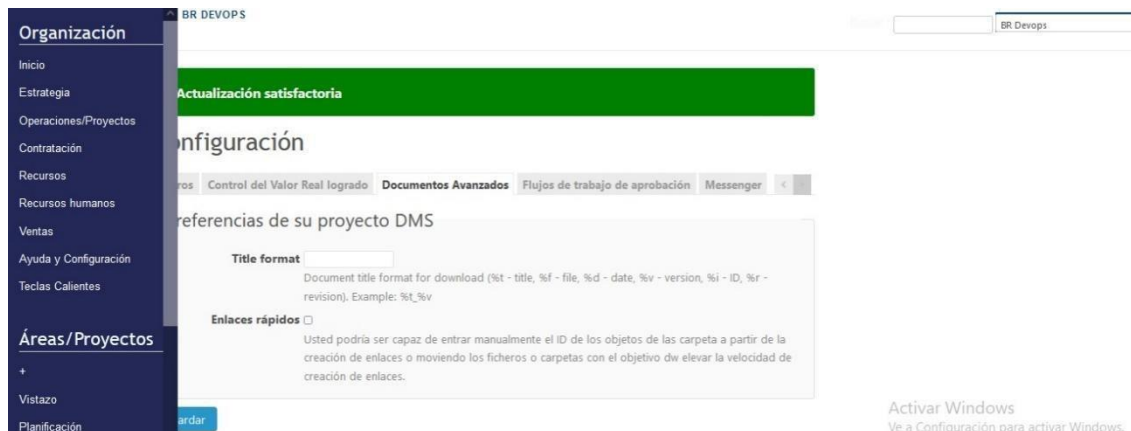 Organización
Inicio
Estrategia
Operaciones/Proyectos
Contratación
Recursos
Recursos humanos
Ventas
Ayuda y Configuración
Teclas Calientes
Áreas/Proyectos
+
Vistazo
Planificación
BR DEVOPS
BR Devops
Actualización satisfactoria
onfiguración
ros Control del Valor Real logrado Documentos Avanzados Flujos de trabajo de aprobación Messenger <
referencias de su proyecto DMS
Title format
Document title format for download (%t - title, %f - file, %d - date, %v - version, %i - ID, %r -
revision). Example: %t_%v
Enlaces rápidos
Usted podría ser capaz de entrar manualmente el ID de los objetos de las carpeta a partir de la
creación de enlaces o moviendo los ficheros o carpetas con el objetivo dw elevar la velocidad de
creación de enlaces.
ardar
Activar Windows
Ve a Configuración para activar Windows.